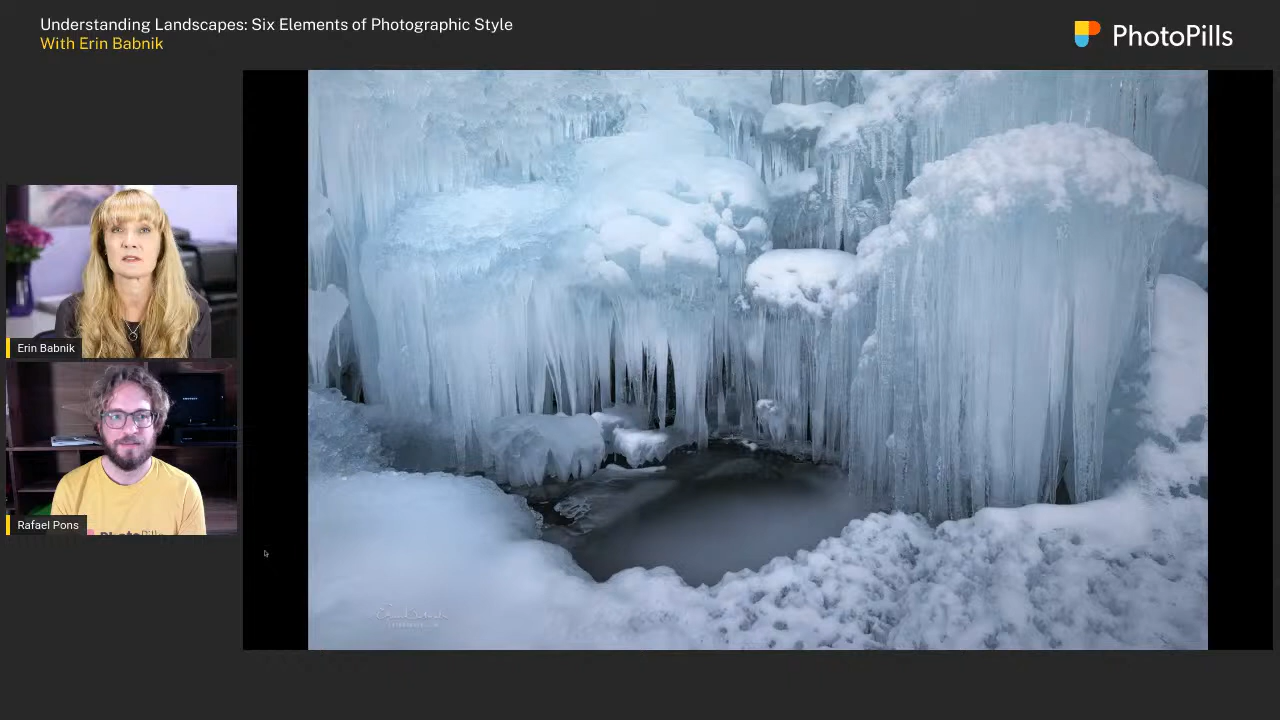 Understanding Landscapes: Six Elements of Photographic Style
With Erin Babnik
PhotoPills
Erin Babnik
Rafael Pons